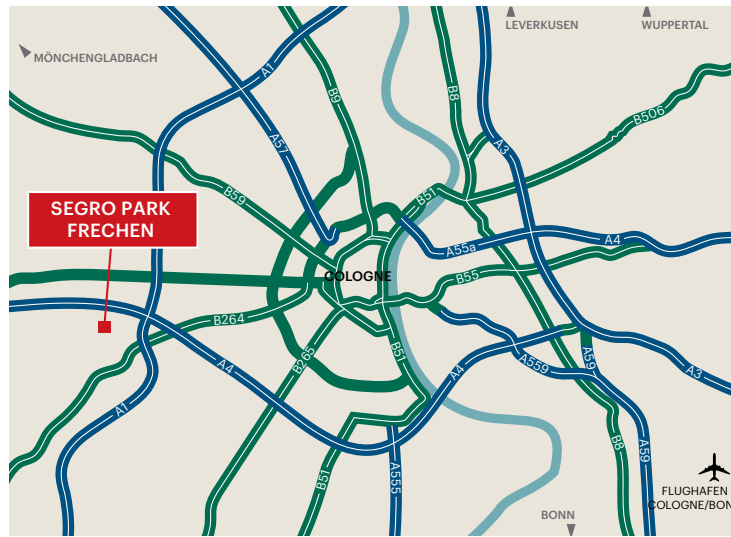 LEVERKUSEN
WUPPERTAL
MÖNCHENGLADBACH
A1
B9
B8
B506
A57
A3
B59
B51
SEGRO PARK
FRECHEN
A55a
A4
COLOGNE
B55
B264
B265
B51
A4
A4
A559
A59
A3
A1
B8
A59
B51
A555
FLUGHAFEN
COLOGNE/BON
BONN